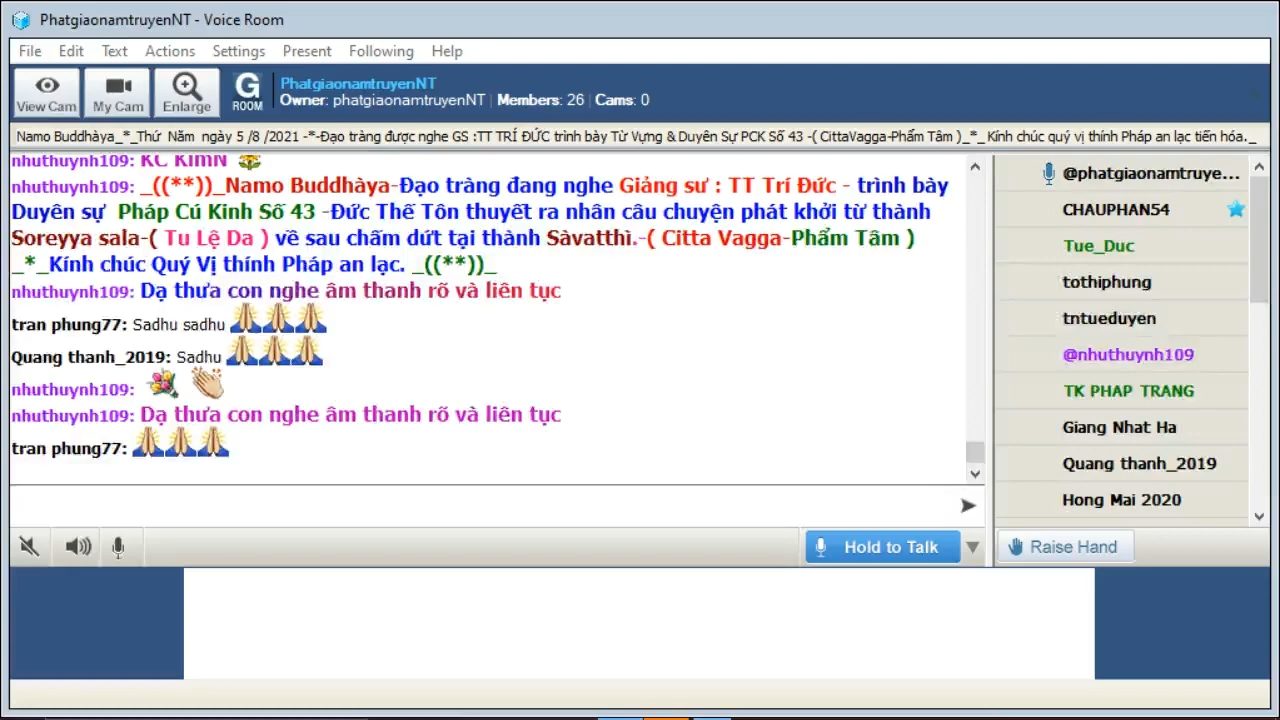 PhatgiaonamtruyenNT - Voice Room
File Edit Text Actions Settings Present Following Help
View Cam My Cam Enlarge G ROOM
PhatgiaonamtruyenNT
Owner: phatgiaonamtruyenNT | Members: 26 | Cams: 0
Namo Buddhàya_*_Thứ Năm ngày 5 /8 /2021 -*-Đạo tràng được nghe GS :TT TRÍ ĐỨC trình bày Từ Vựng & Duyên Sự PCK Số 43 -( CittaVagga-Phẩm Tâm )_*_ Kính chúc quý vị thính Pháp an lạc tiến hóa._
nhuthuynh109: KC KimN
nhuthuynh109: _((**))_Namo Buddhàya-Đạo tràng đang nghe Giảng sư : TT Trí Đức - trình bày
Duyên sự Pháp Cú Kinh Số 43 -Đức Thế Tôn thuyết ra nhân câu chuyện phát khởi từ thành
Soreyya sala-( Tu Lệ Da ) về sau chấm dứt tại thành Sàvatthì.-( Citta Vagga-Phẩm Tâm )
_*_Kính chúc Quý Vị thính Pháp an lạc. _((**))_
nhuthuynh109: Dạ thưa con nghe âm thanh rõ và liên tục
tran phung77: Sadhu sadhu
Quang thanh_2019: Sadhu
nhuthuynh109:
nhuthuynh109: Dạ thưa con nghe âm thanh rõ và liên tục
tran phung77:
Hold to Talk
@phatgiaonamtruye...
CHAUPHAN54
Tue_Duc
tothiphung
tntueduyen
@nhuthuynh109
TK PHAP TRANG
Giang Nhat Ha
Quang thanh_2019
Hong Mai 2020
Raise Hand